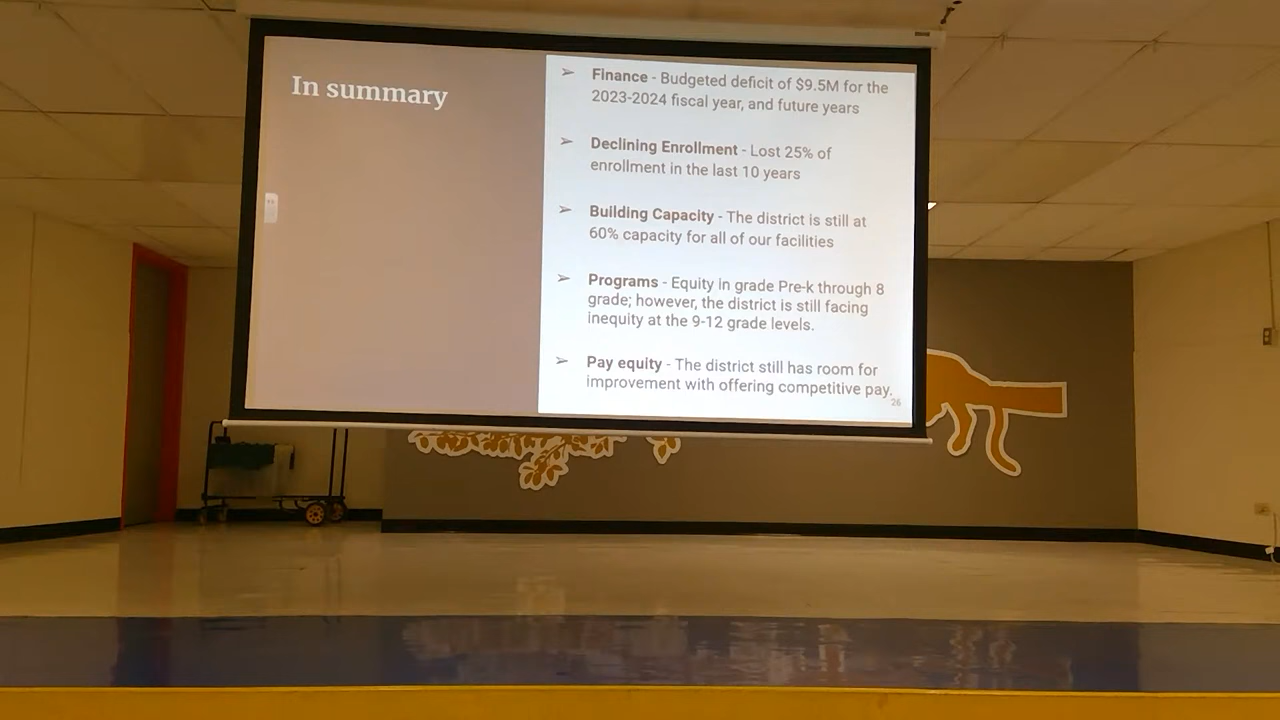 In summary
➢ Finance - Budgeted deficit of $9.5M for the
2023-2024 fiscal year, and future years
➢ Declining Enrollment - Lost 25% of
enrollment in the last 10 years
➢ Building Capacity - The district is still at
60% capacity for all of our facilities
➢ Programs - Equity in grade Pre-k through 8
grade; however, the district is still facing
inequity at the 9-12 grade levels.
➢ Pay equity - The district still has room for
improvement with offering competitive pay.
26